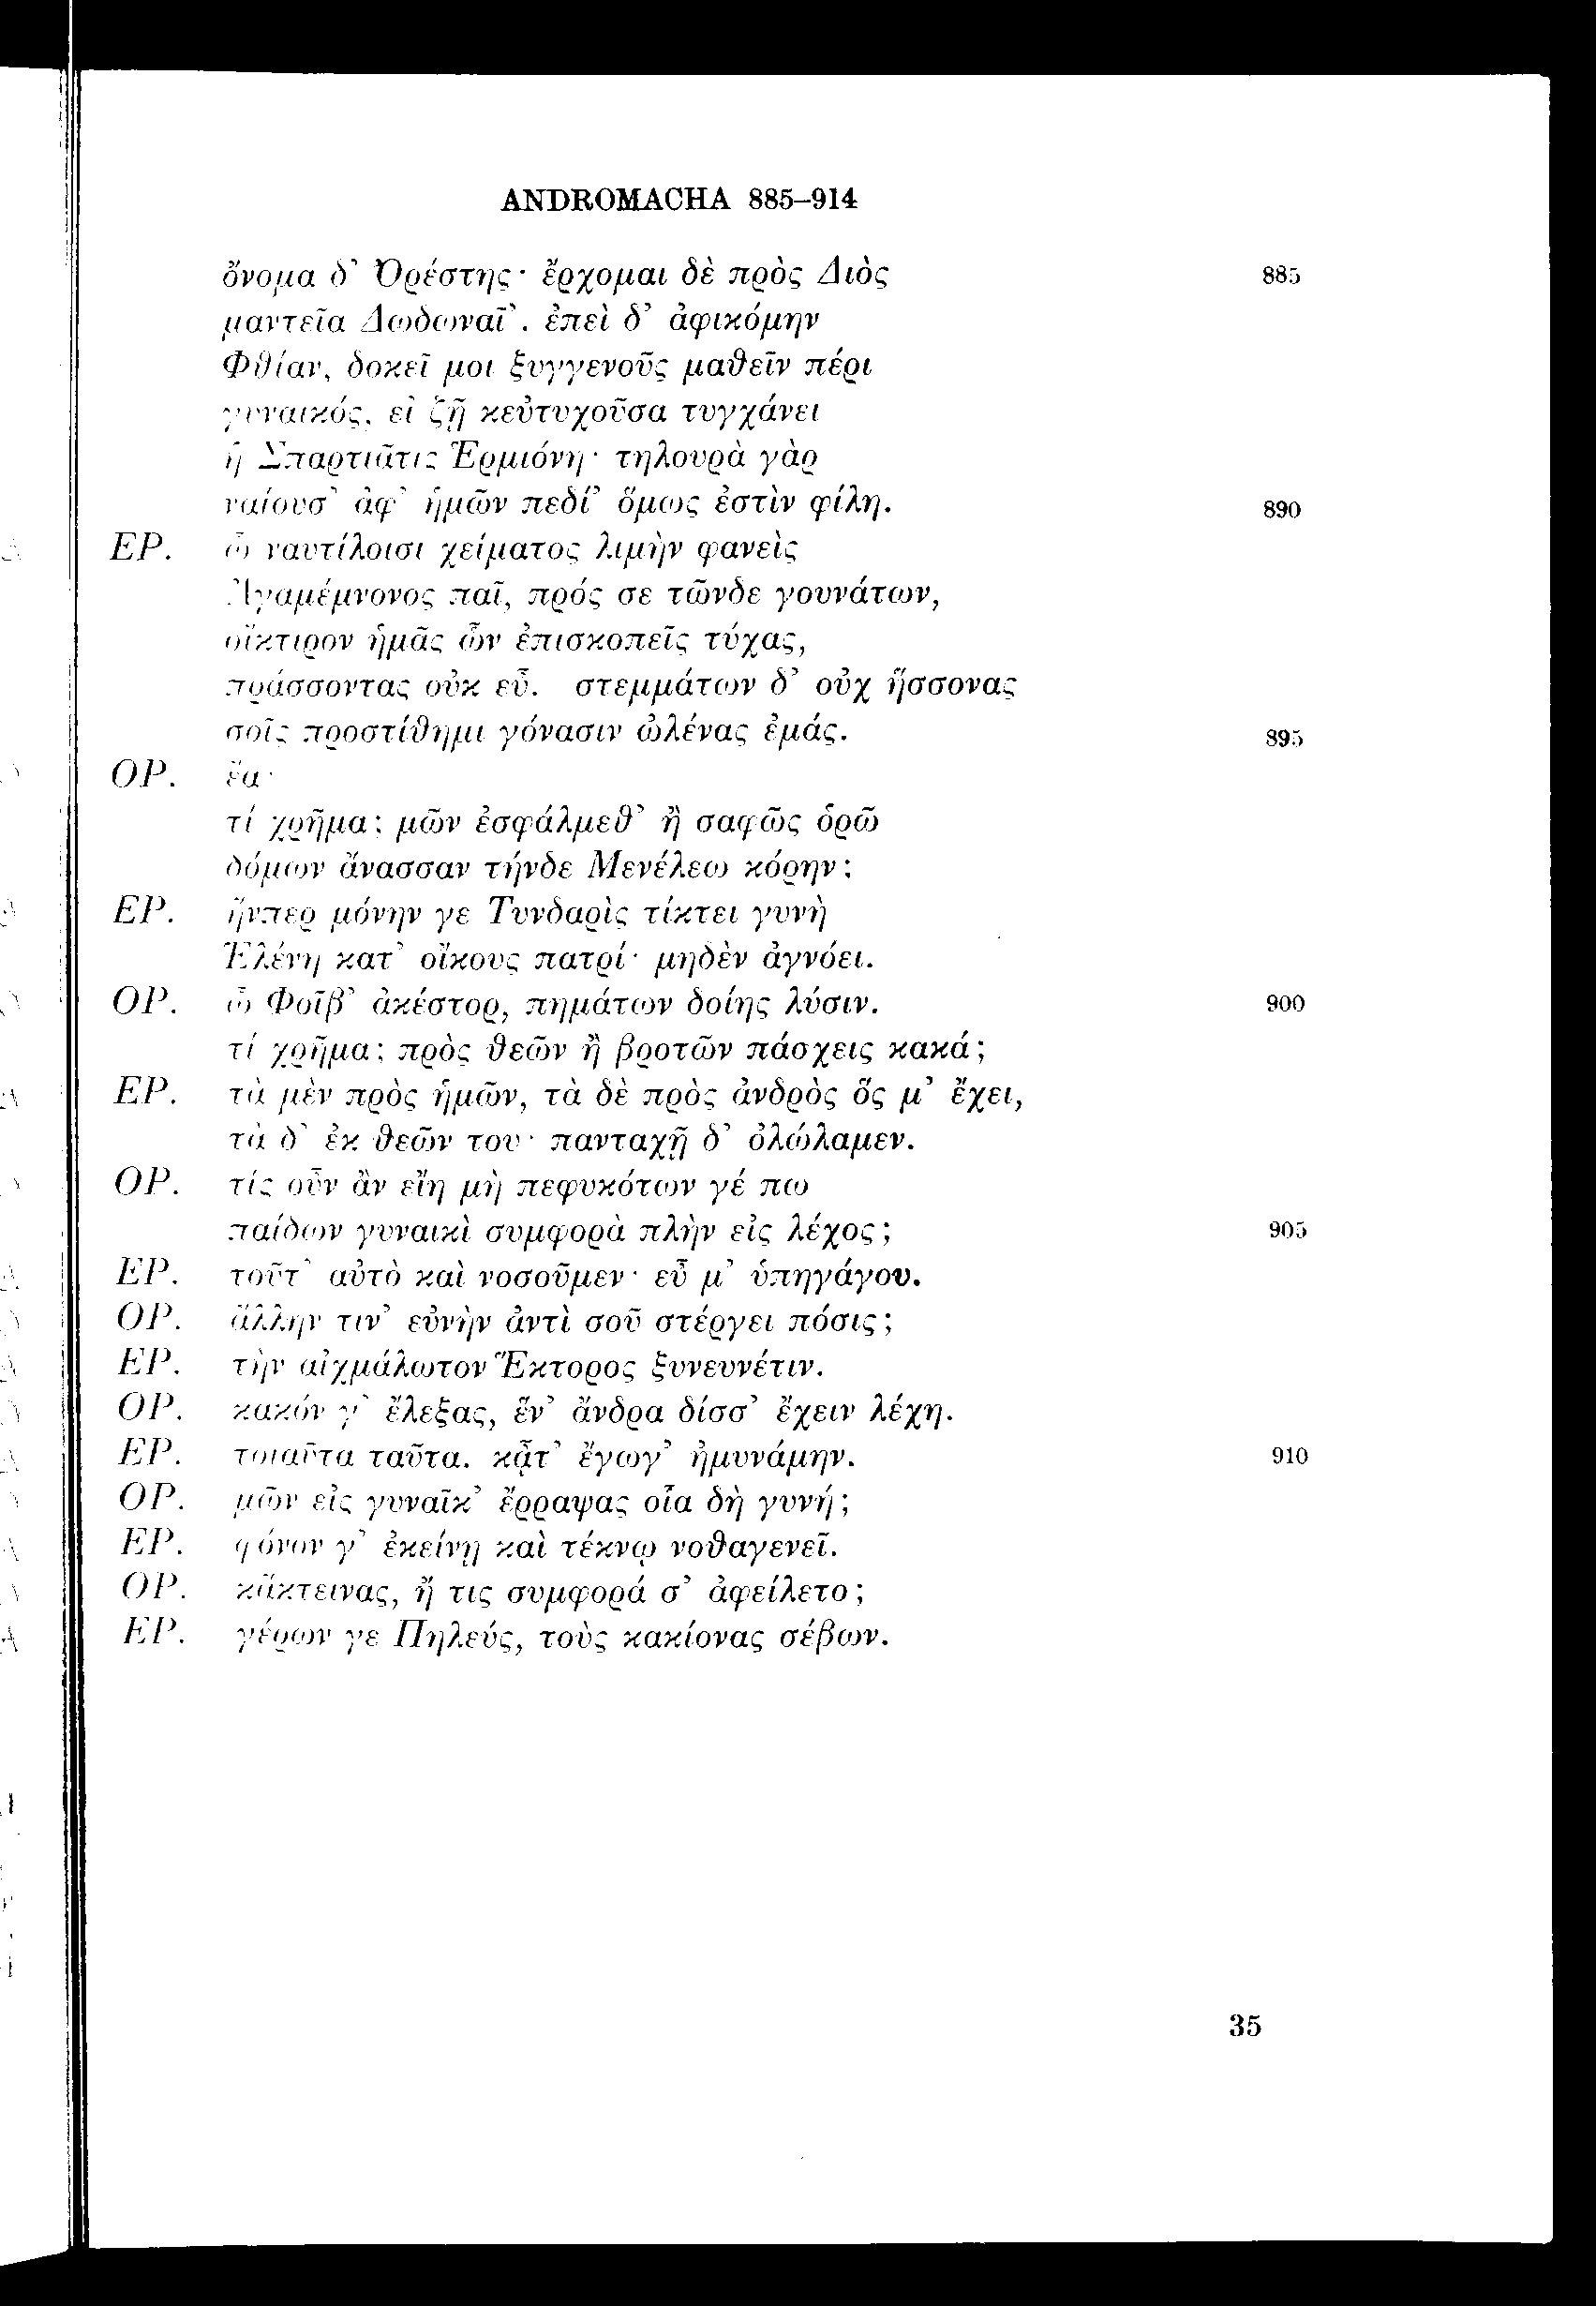 ANDROMACHA 885–914
ὄνομα δ’ Ὀρέστης· ἔρχομαι δὲ πρὸς Διὸς 885
μαντεῖα Δωδωναῖ’. ἐπεὶ δ’ ἀφικόμην
Φθίαν, δοκεῖ μοι ξυγγενοῦς μαθεῖν πέρι
γυναικός, εἰ ζῇ κεὐτυχοῦσα τυγχάνει
ἡ Σπαρτιᾶτις Ἑρμιόνη· τηλουρὰ γὰρ
ναίουσ’ ἀφ’ ἡμῶν πεδί’ ὅμως ἐστὶν φίλη. 890
ΕΡ. ὦ ναυτίλοισι χείματος λιμὴν φανεὶς
Ἀγαμέμνονος παῖ, πρός σε τῶνδε γουνάτων,
οἴκτιρον ἡμᾶς ὧν ἐπισκοπεῖς τύχας,
πράσσοντας οὐκ εὖ. στεμμάτων δ’ οὐχ ἥσσονας
σοῖς προστίθημι γόνασιν ὠλένας ἐμάς. 895
ΟΡ. ἔα·
τί χρῆμα; μῶν ἐσφάλμεθ’ ἢ σαφῶς ὁρῶ
δόμων ἄνασσαν τήνδε Μενέλεω κόρην;
ΕΡ. ἥνπερ μόνην γε Τυνδαρὶς τίκτει γυνὴ
Ἑλένη κατ’ οἴκους πατρί· μηδὲν ἀγνόει.
ΟΡ. ὦ Φοῖβ’ ἀκέστορ, πημάτων δοίης λύσιν. 900
τί χρῆμα; πρὸς θεῶν ἢ βροτῶν πάσχεις κακά;
ΕΡ. τὰ μὲν πρὸς ἡμῶν, τὰ δὲ πρὸς ἀνδρὸς ὅς μ’ ἔχει,
τὰ δ’ ἐκ θεῶν του· πανταχῇ δ’ ὀλώλαμεν.
ΟΡ. τίς οὖν ἂν εἴη μὴ πεφυκότων γέ πω
παίδων γυναικὶ συμφορὰ πλὴν εἰς λέχος; 905
ΕΡ. τοῦτ’ αὐτὸ καὶ νοσοῦμεν· εὖ μ’ ὑπηγάγου.
ΟΡ. ἄλλην τιν’ εὐνὴν ἀντὶ σοῦ στέργει πόσις;
ΕΡ. τὴν αἰχμάλωτον Ἕκτορος ξυνευνέτιν.
ΟΡ. κακόν γ’ ἔλεξας, ἕν’ ἄνδρα δίσσ’ ἔχειν λέχη.
ΕΡ. τοιαῦτα ταῦτα. κᾆτ’ ἔγωγ’ ἠμυνάμην. 910
ΟΡ. μῶν εἰς γυναῖκ’ ἔρραψας οἷα δὴ γυνή;
ΕΡ. φόνον γ’ ἐκείνῃ καὶ τέκνῳ νοθαγενεῖ.
ΟΡ. κἄκτεινας, ἤ τις συμφορά σ’ ἀφείλετο;
ΕΡ. γέρων γε Πηλεύς, τοὺς κακίονας σέβων.
35